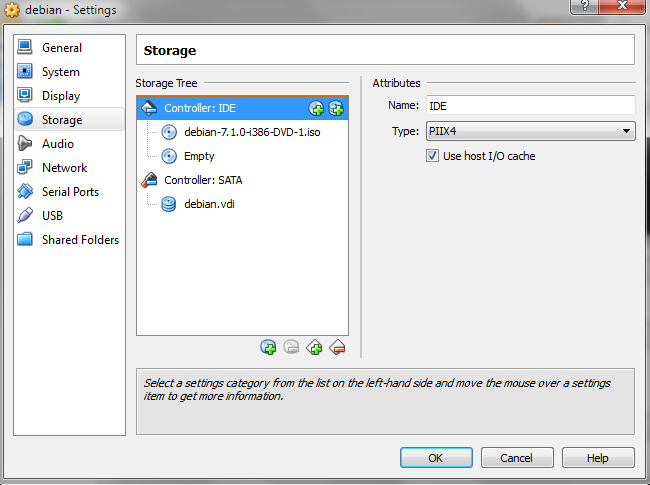 debian - Settings
?
General
System
Display
Storage
Audio
Network
Serial Ports
USB
Shared Folders
Storage
Storage Tree
Controller: IDE
debian-7.1.0-i386-DVD-1.iso
Empty
Controller: SATA
debian.vdi
Attributes
Name: IDE
Type: PIIX4
Use host I/O cache
Select a settings category from the list on the left-hand side and move the mouse over a settings
item to get more information.
OK
Cancel
Help